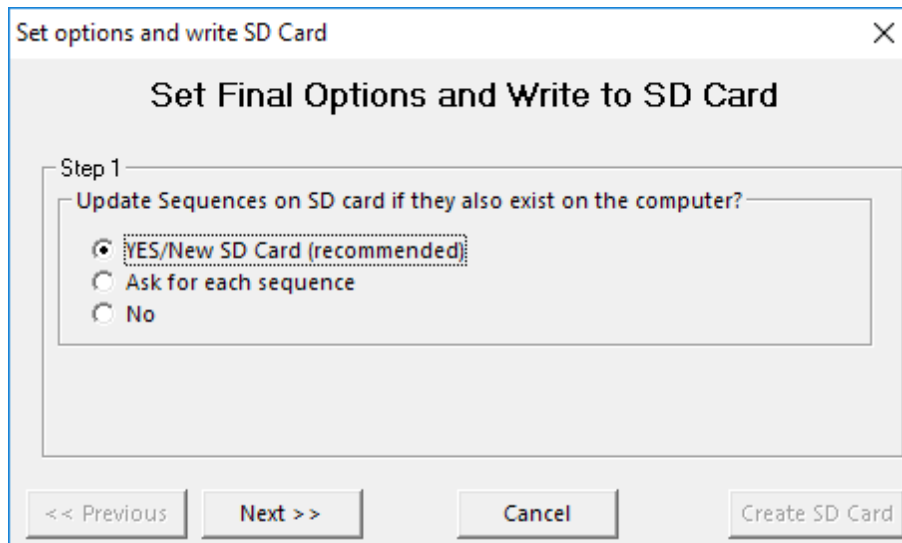 Set options and write SD Card
Set Final Options and Write to SD Card
Step 1
Update Sequences on SD card if they also exist on the computer?
YES/New SD Card (recommended)
Ask for each sequence
No
<< Previous
Next >>
Cancel
Create SD Card